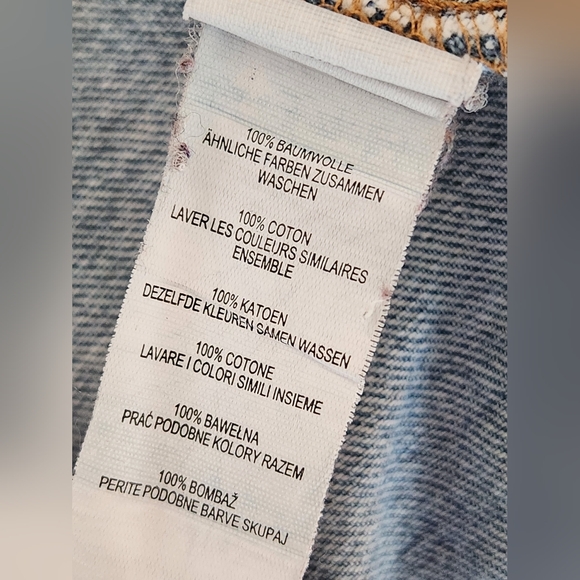 100% BAUMWOLLE
ÄHNLICHE FARBEN ZUSAMMEN
WASCHEN
100% COTON
LAVER LES COULEURS SIMILAIRES
ENSEMBLE
100% KATOEN
DEZELFDE KLEUREN SAMEN WASSEN
100% COTONE
LAVARE I COLORI SIMILI INSIEME
100% BAWEŁNA
PRAĆ PODOBNE KOLORY RAZEM
100% BOMBAŽ
PERITE PODOBNE BARVE SKUPAJ